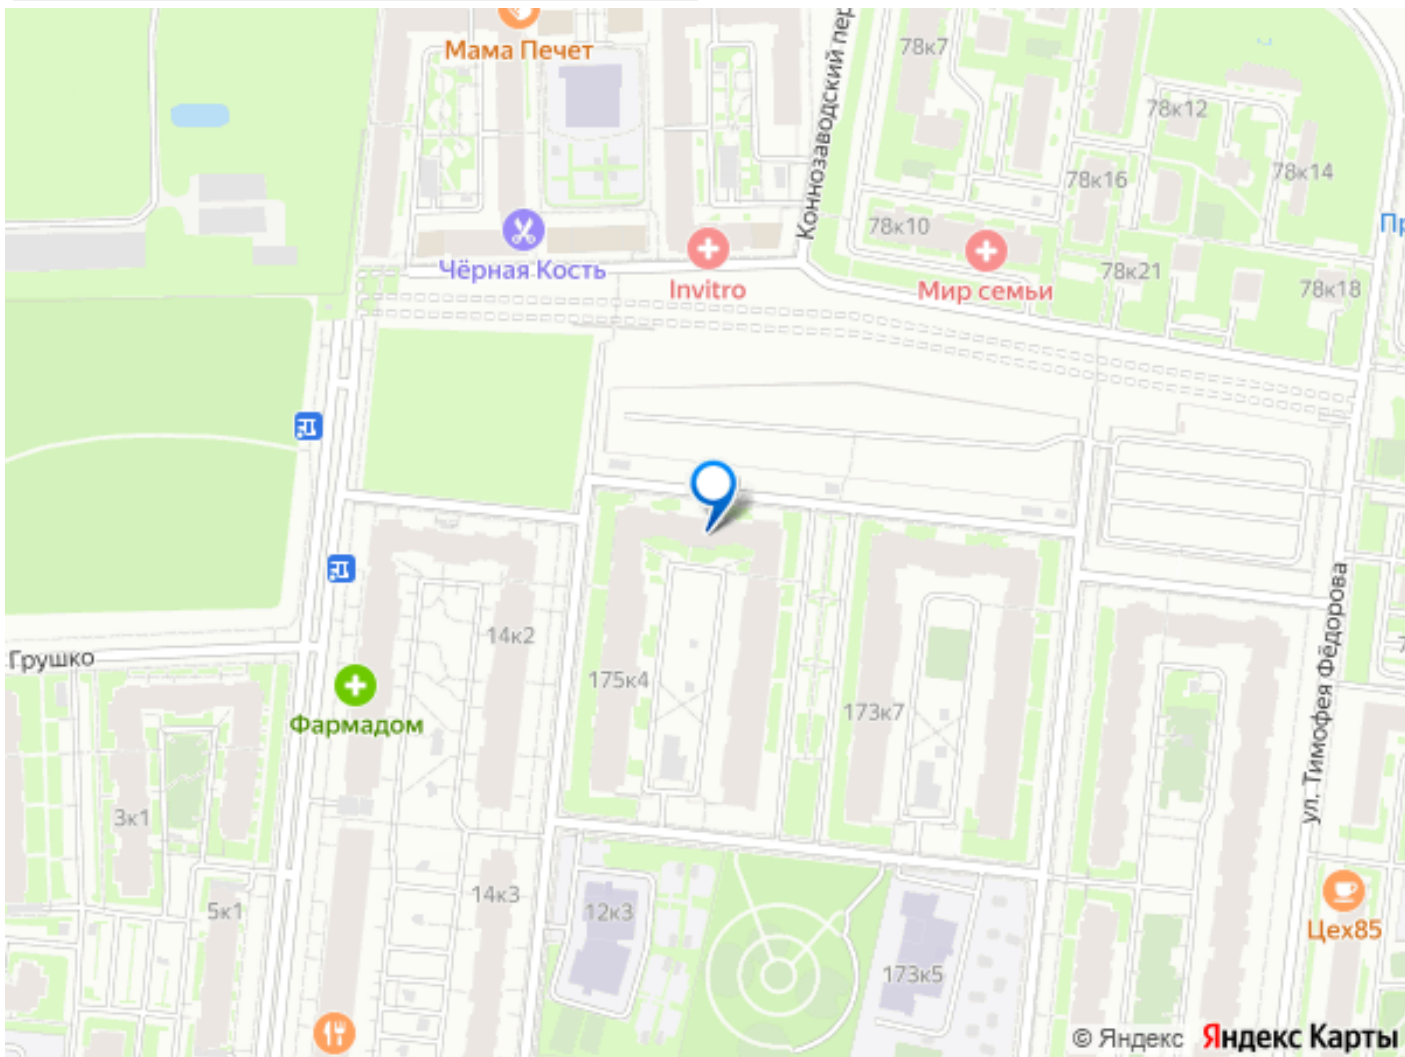 Мама Печет
Коннозаводский пер
78к7
78к12
78к14
78к16
78к10
Чёрная Кость
Invitro
Мир семьи
78к21
78к18
Пр
Грушко
14к2
175к4
173к7
Фармадом
ул. Тимофея Фёдорова
3к1
5к1
14к3
12к3
173к5
Цех85
© Яндекс Яндекс Карты